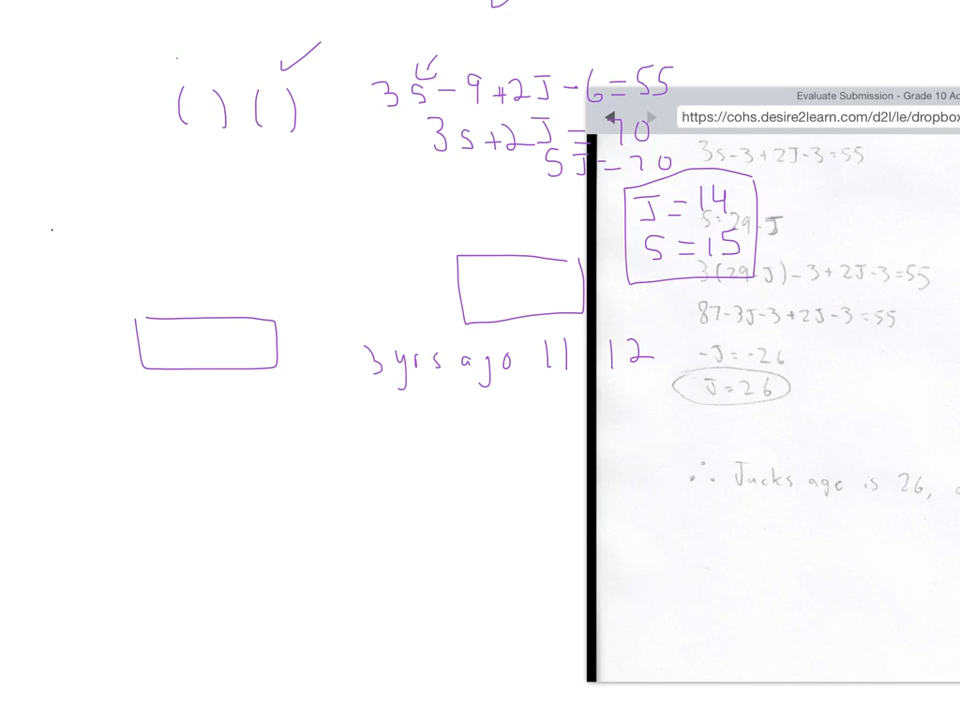 ( ) ( )
3S-9+2J-6=55
3s+2J=70
5J=70
J=14
S=15
3 yrs ago 11 12
Evaluate Submission - Grade 10 Ac
https://cohs.desire2learn.com/d2l/le/dropbox
3s-3+2J-3=55
s=29-J
3(29-J)-3+2J-3=55
87-3J-3+2J-3=55
-J=-26
J=26
∴ Jacks age is 26,